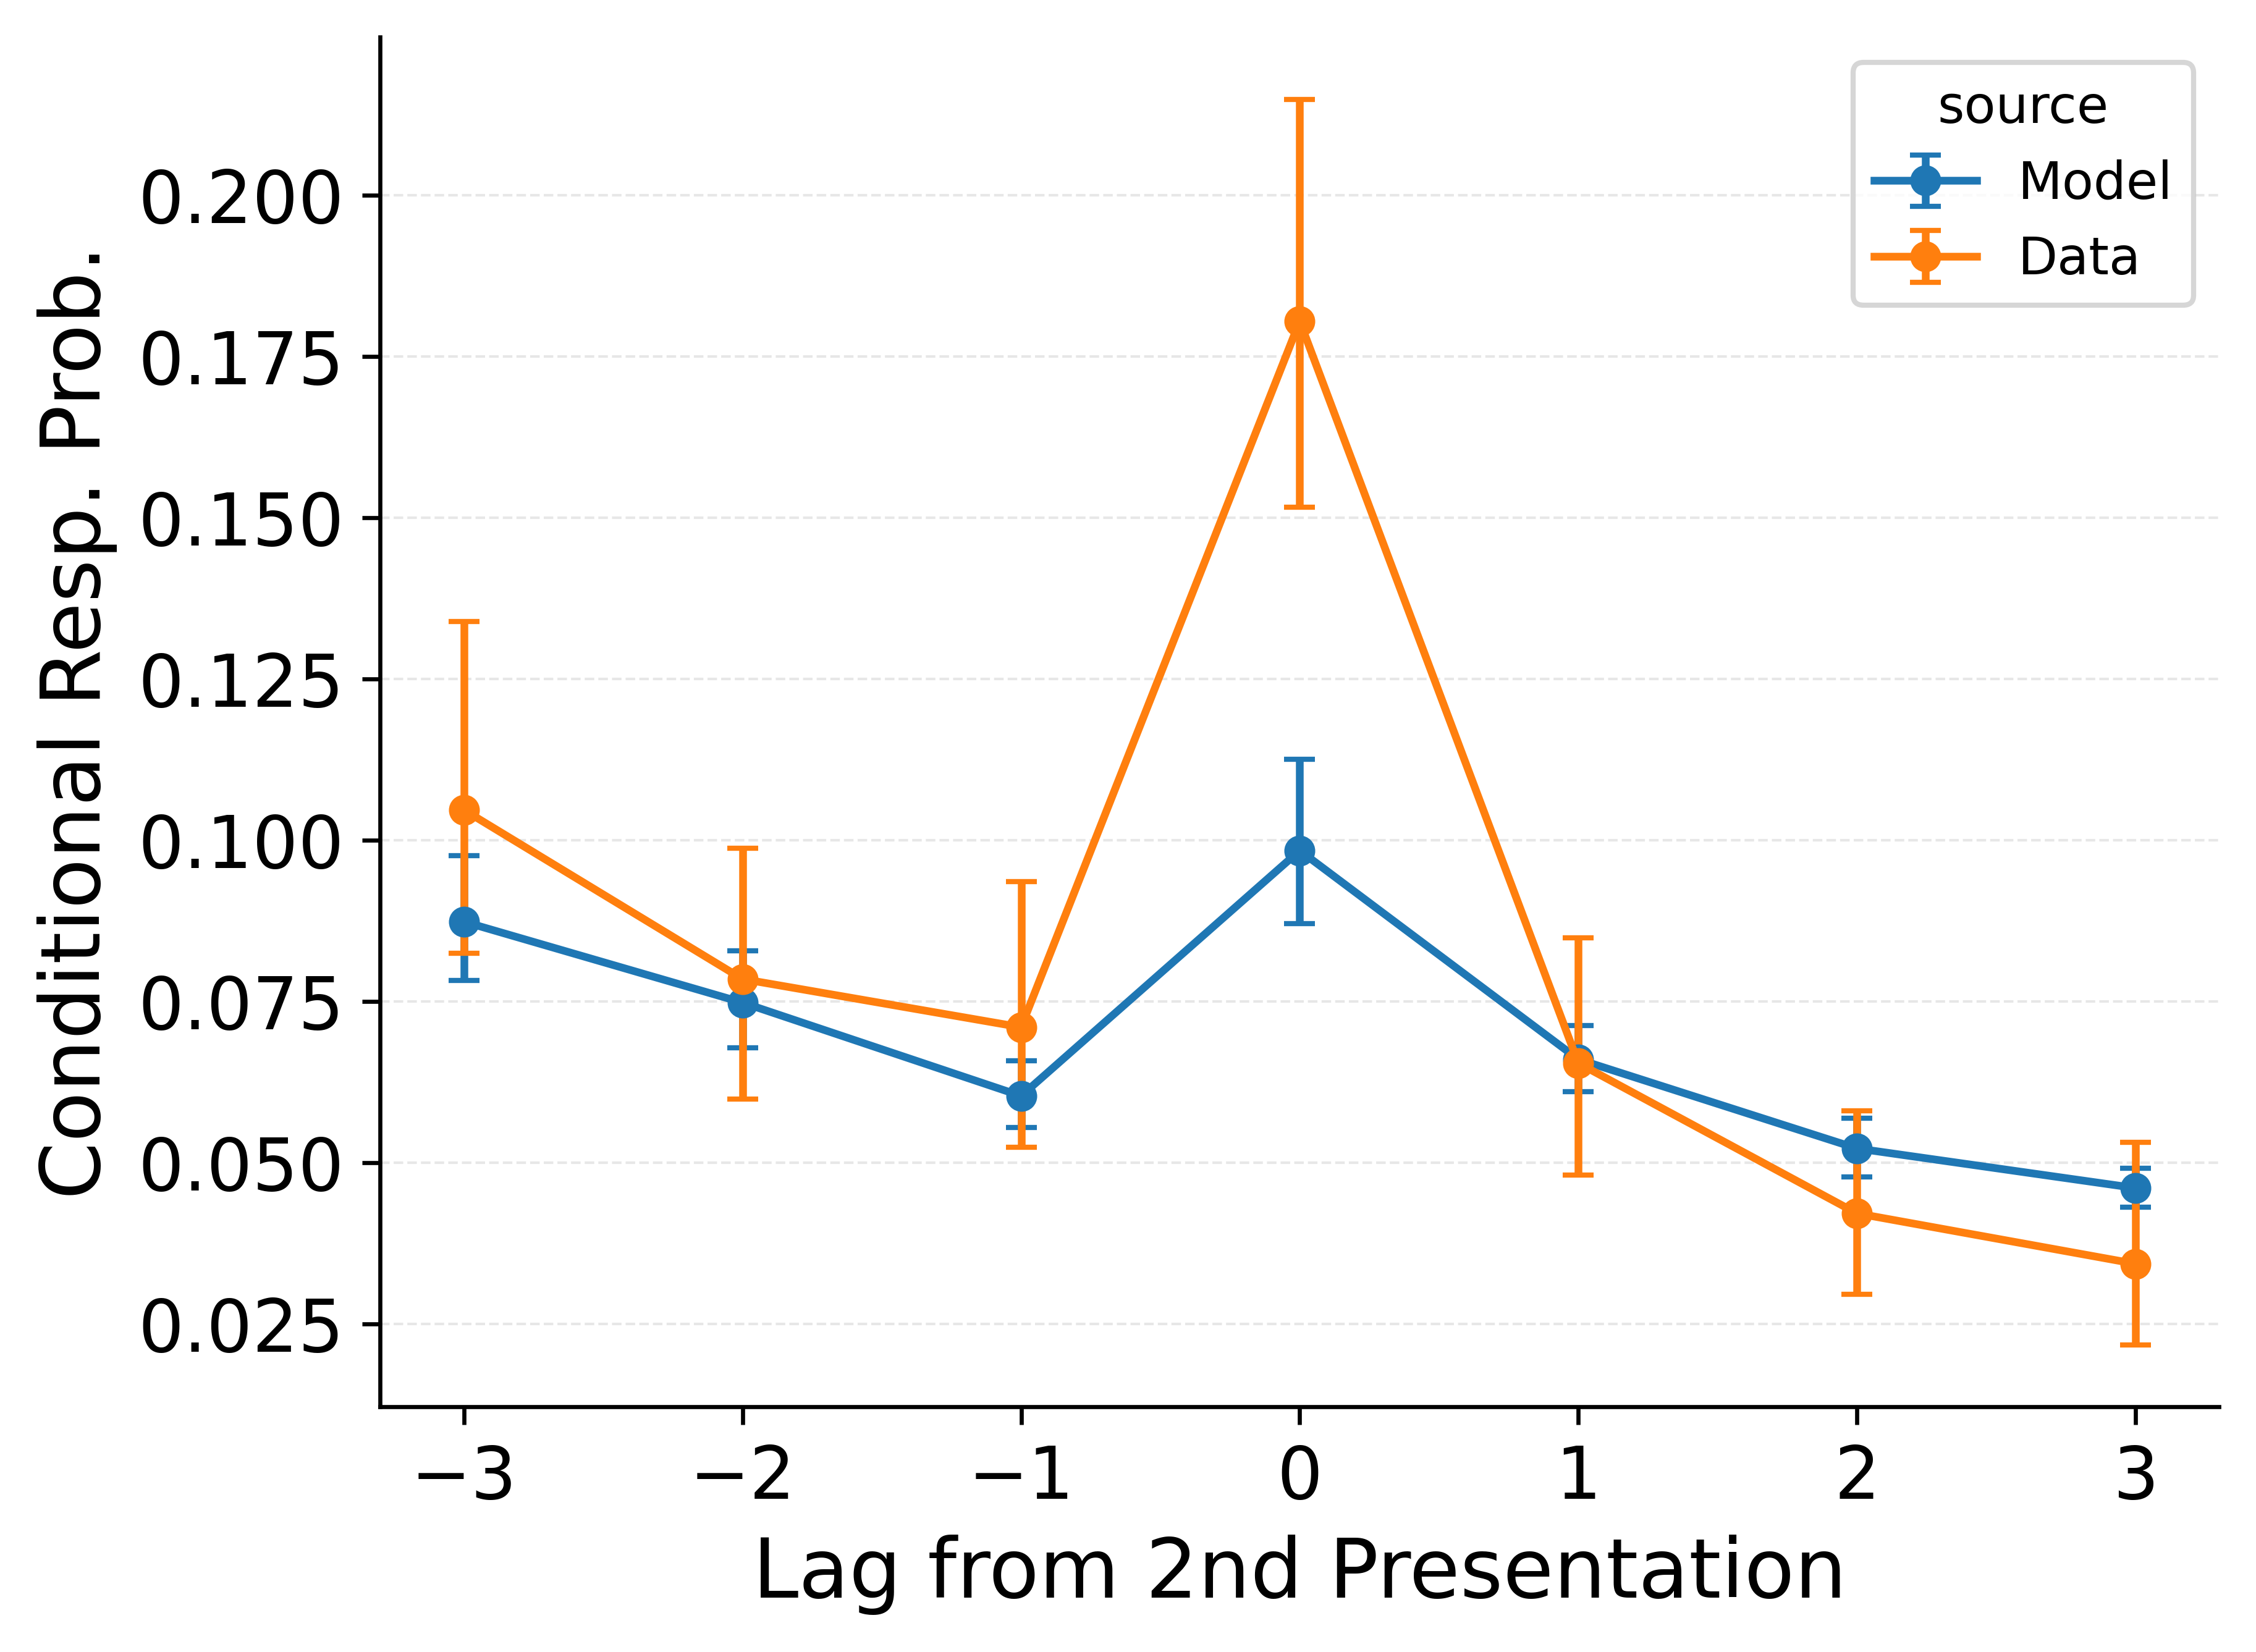 source
Model
Data
Conditional Resp. Prob.
0.200
0.175
0.150
0.125
0.100
0.075
0.050
0.025
−3 −2 −1 0 1 2 3
Lag from 2nd Presentation